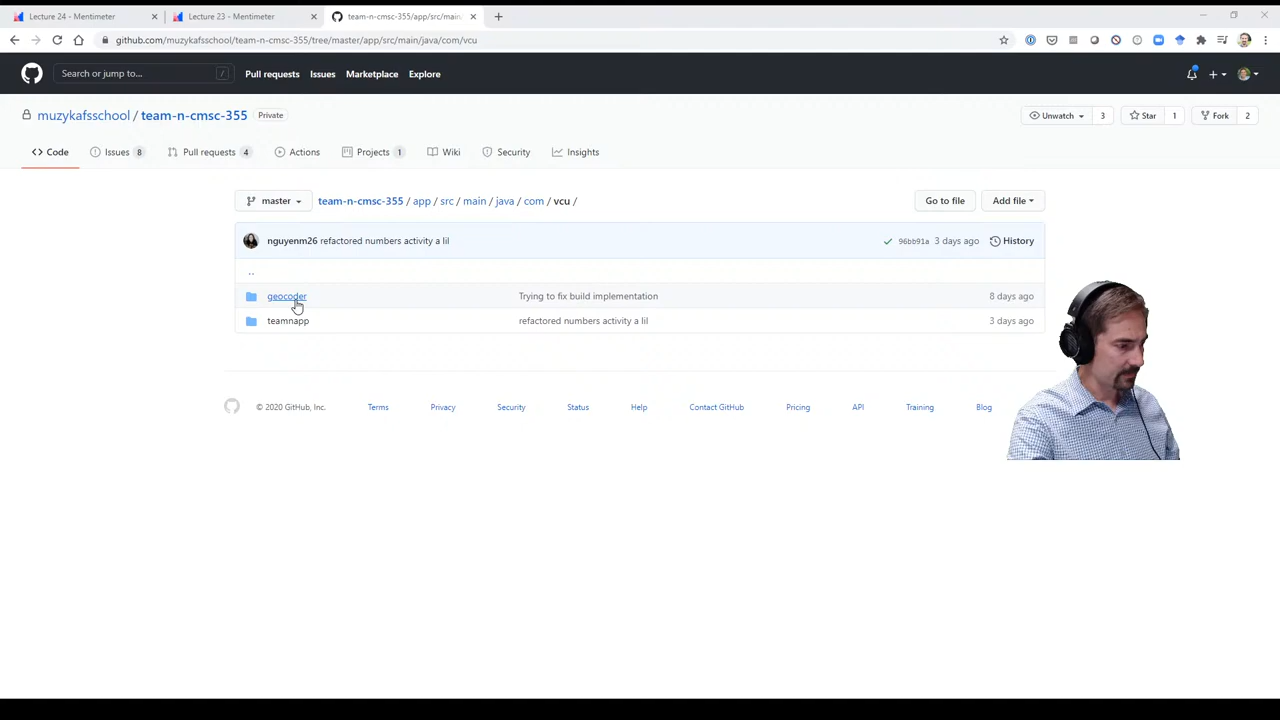 Lecture 24 - Mentimeter
Lecture 23 - Mentimeter
team-n-cmsc-355/app/src/main
github.com/muzykafsschool/team-n-cmsc-355/tree/master/app/src/main/java/com/vcu
Search or jump to...
/
Pull requests
Issues
Marketplace
Explore
muzykafsschool / team-n-cmsc-355
Private
Unwatch
3
Star
1
Fork
2
Code
Issues 8
Pull requests 4
Actions
Projects 1
Wiki
Security
Insights
master
team-n-cmsc-355 / app / src / main / java / com / vcu /
Go to file
Add file
nguyenm26 refactored numbers activity a lil
96bb91a 3 days ago
History
..
geocoder
Trying to fix build implementation
8 days ago
teamnapp
refactored numbers activity a lil
3 days ago
© 2020 GitHub, Inc.
Terms
Privacy
Security
Status
Help
Contact GitHub
Pricing
API
Training
Blog